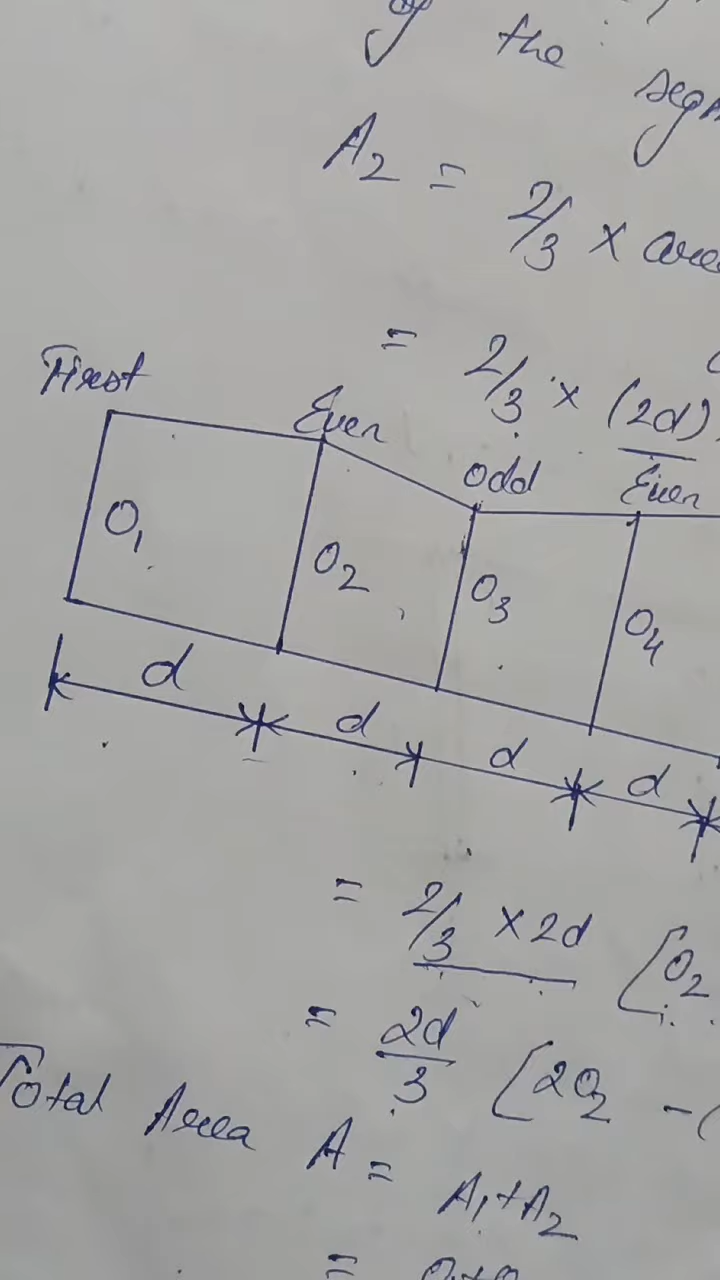 of the
A₂ = 2/3 ×
= 2/3 × (2d)
First Even odd Even
O₁ O₂ O₃ O₄
d d d d
= 2/3 × 2d [O₂
= 2d/3 [2O₂ - (
Total Area A = A₁+A₂
=